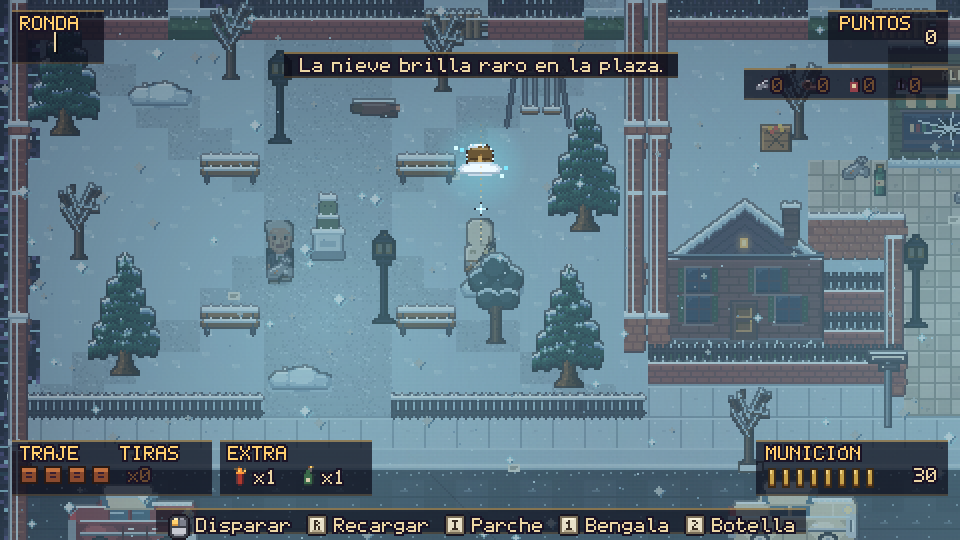 RONDA
|
PUNTOS
0
La nieve brilla raro en la plaza.
0 0 0 0
TRAJE TIRAS
x0
EXTRA
x1 x1
MUNICIÓN
30
Disparar R Recargar I Parche 1 Bengala 2 Botella